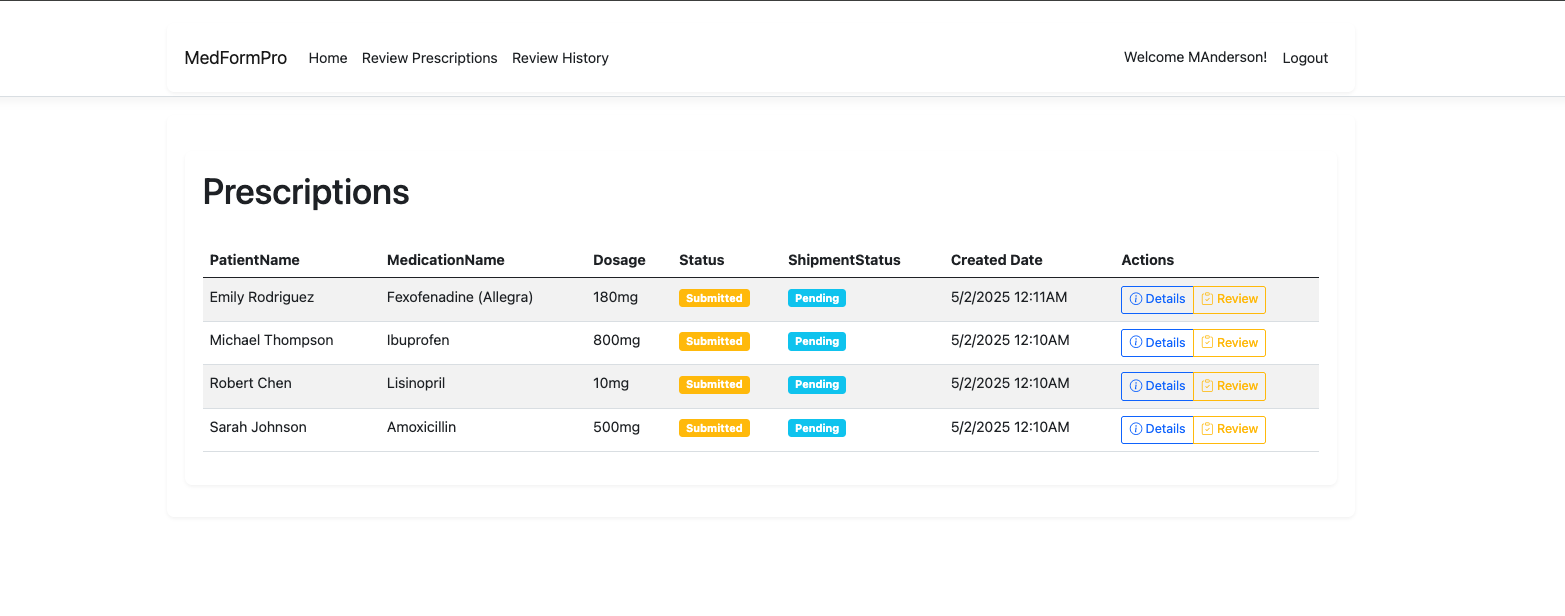 MedFormPro Home Review Prescriptions Review History Welcome MAnderson! Logout
Prescriptions
PatientName MedicationName Dosage Status ShipmentStatus Created Date Actions
Emily Rodriguez Fexofenadine (Allegra) 180mg Submitted Pending 5/2/2025 12:11AM Details Review
Michael Thompson Ibuprofen 800mg Submitted Pending 5/2/2025 12:10AM Details Review
Robert Chen Lisinopril 10mg Submitted Pending 5/2/2025 12:10AM Details Review
Sarah Johnson Amoxicillin 500mg Submitted Pending 5/2/2025 12:10AM Details Review